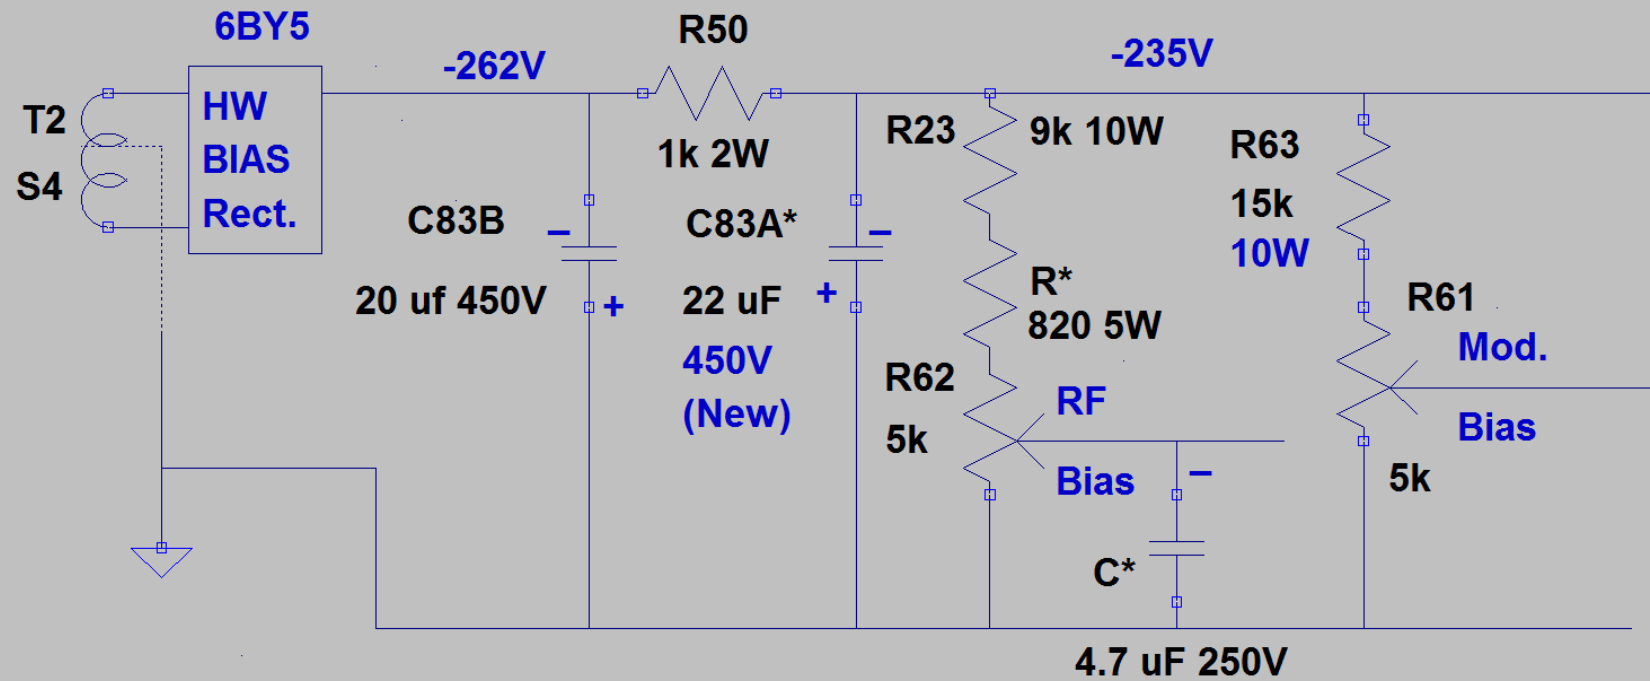 6BY5
T2
S4
HW
BIAS
Rect.
-262V
R50
1k 2W
-235V
C83B
20 uf 450V
–
+
C83A*
22 uF
450V
(New)
–
+
R23
9k 10W
R*
820 5W
R62
5k
RF
Bias
–
C*
4.7 uF 250V
R63
15k
10W
R61
Mod.
Bias
5k